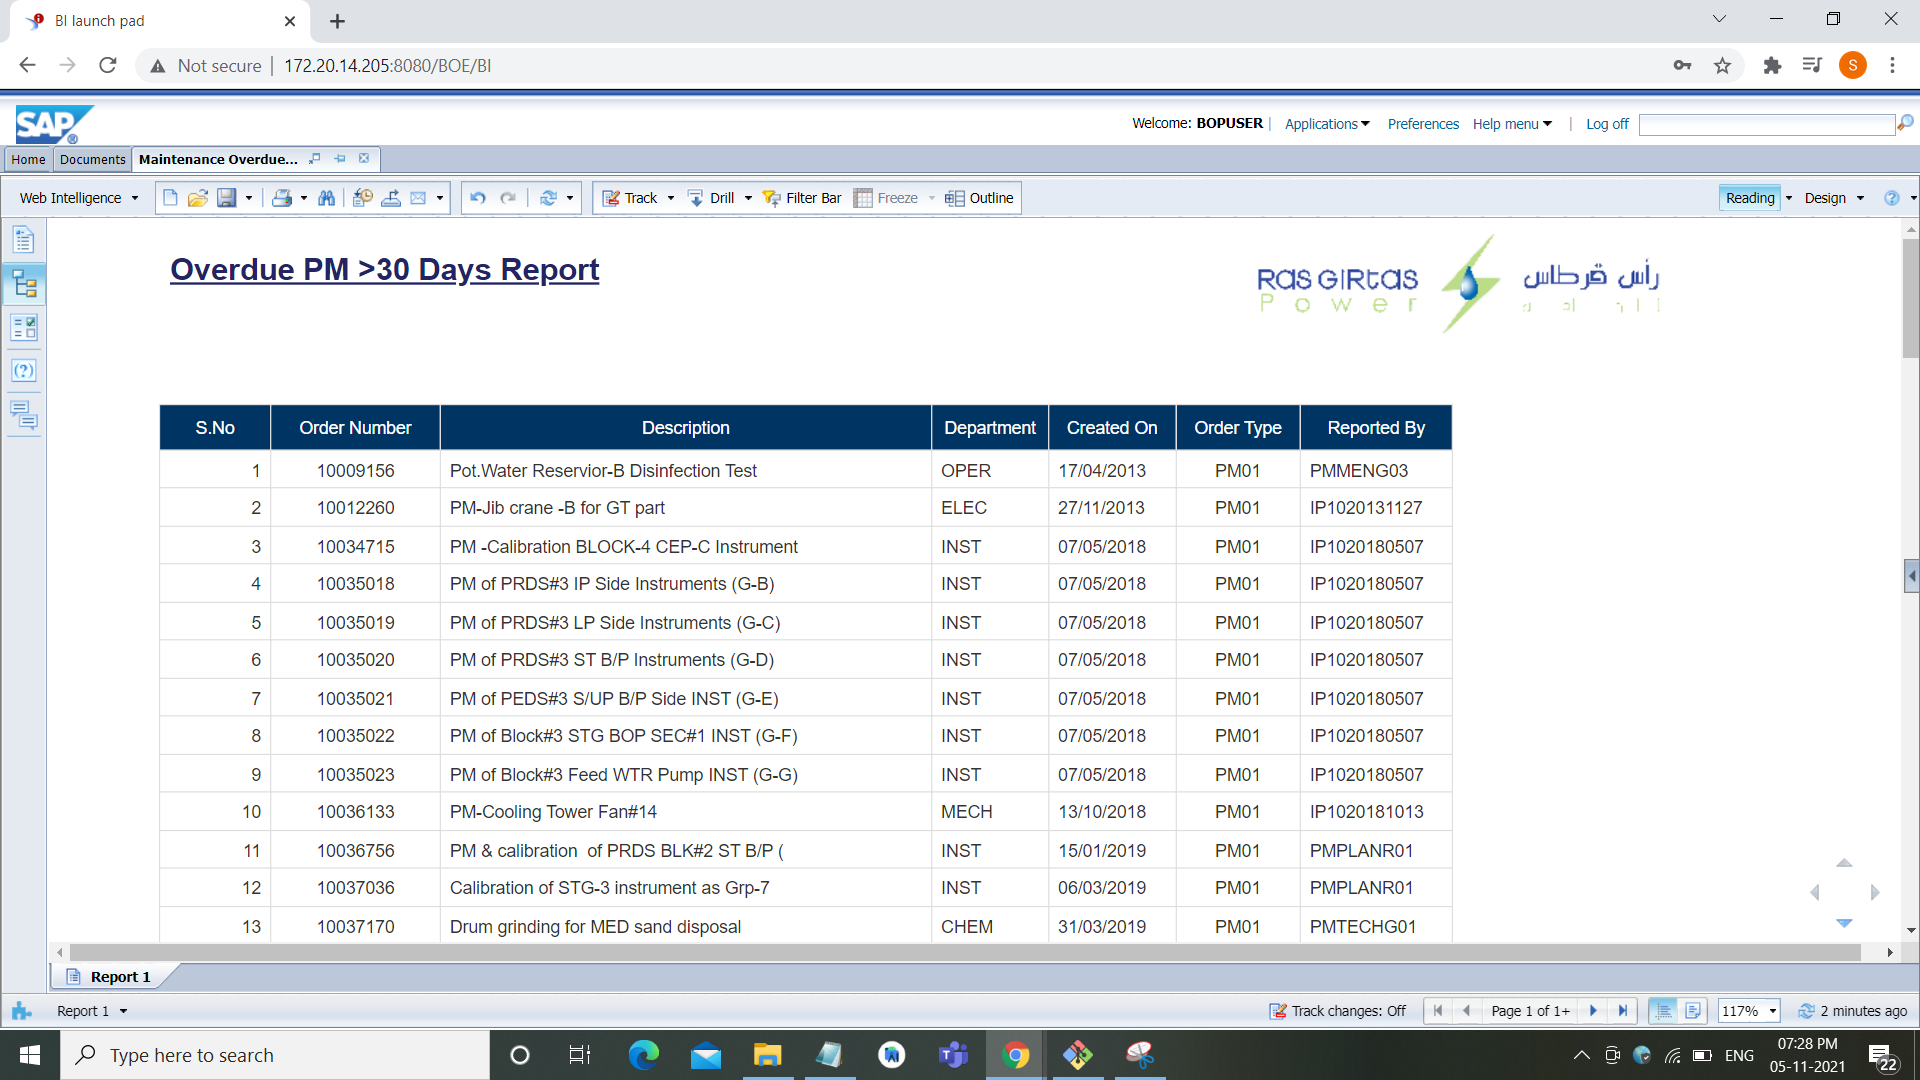 BI launch pad
Not secure 172.20.14.205:8080/BOE/BI
S
SAP
Welcome: BOPUSER Applications Preferences Help menu Log off
Home Documents Maintenance Overdue...
Web Intelligence Track Drill Filter Bar Freeze Outline Reading Design
Overdue PM >30 Days Report
RAS GIRTAS رأس قرطاس
Power
S.No Order Number Description Department Created On Order Type Reported By
1 10009156 Pot.Water Reservior-B Disinfection Test OPER 17/04/2013 PM01 PMMENG03
2 10012260 PM-Jib crane -B for GT part ELEC 27/11/2013 PM01 IP1020131127
3 10034715 PM -Calibration BLOCK-4 CEP-C Instrument INST 07/05/2018 PM01 IP1020180507
4 10035018 PM of PRDS#3 IP Side Instruments (G-B) INST 07/05/2018 PM01 IP1020180507
5 10035019 PM of PRDS#3 LP Side Instruments (G-C) INST 07/05/2018 PM01 IP1020180507
6 10035020 PM of PRDS#3 ST B/P Instruments (G-D) INST 07/05/2018 PM01 IP1020180507
7 10035021 PM of PEDS#3 S/UP B/P Side INST (G-E) INST 07/05/2018 PM01 IP1020180507
8 10035022 PM of Block#3 STG BOP SEC#1 INST (G-F) INST 07/05/2018 PM01 IP1020180507
9 10035023 PM of Block#3 Feed WTR Pump INST (G-G) INST 07/05/2018 PM01 IP1020180507
10 10036133 PM-Cooling Tower Fan#14 MECH 13/10/2018 PM01 IP1020181013
11 10036756 PM & calibration  of PRDS BLK#2 ST B/P ( INST 15/01/2019 PM01 PMPLANR01
12 10037036 Calibration of STG-3 instrument as Grp-7 INST 06/03/2019 PM01 PMPLANR01
13 10037170 Drum grinding for MED sand disposal CHEM 31/03/2019 PM01 PMTECHG01
Report 1
Report 1 Track changes: Off Page 1 of 1+ 117% 2 minutes ago
Type here to search ENG 07:28 PM
05-11-2021 22